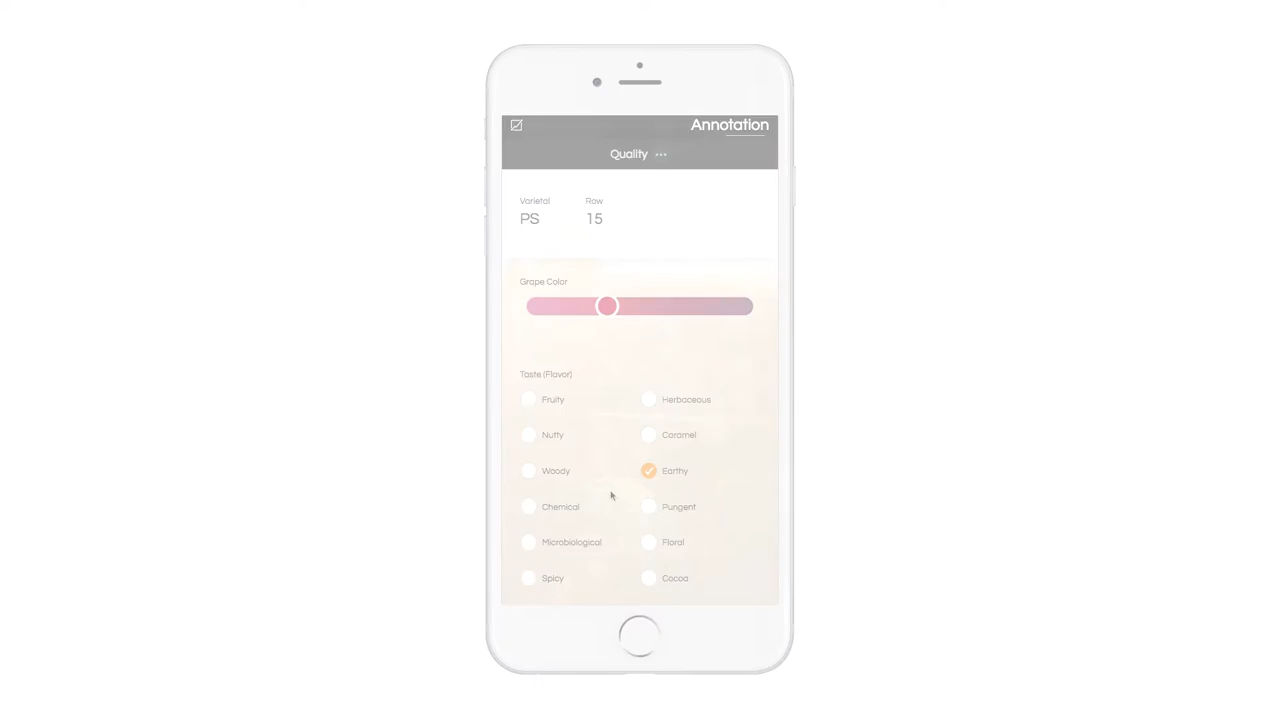 Annotation
Quality •••
Varietal Row
PS 15
Grape Color
Taste (Flavor)
Fruity Herbaceous
Nutty Caramel
Woody Earthy
Chemical Pungent
Microbiological Floral
Spicy Cocoa